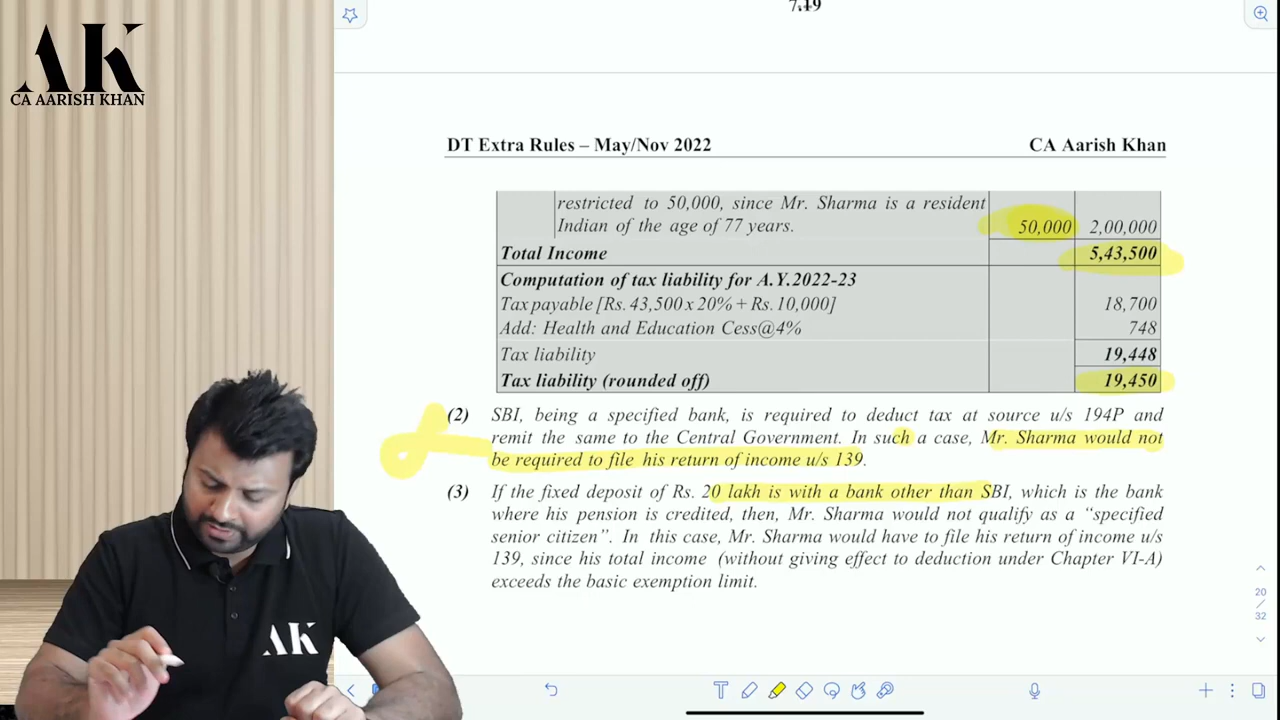 7.19
AK
CA AARISH KHAN
DT Extra Rules – May/Nov 2022 CA Aarish Khan
restricted to 50,000, since Mr. Sharma is a resident
Indian of the age of 77 years. 50,000 2,00,000
Total Income 5,43,500
Computation of tax liability for A.Y.2022-23
Tax payable [Rs. 43,500 x 20% + Rs. 10,000] 18,700
Add: Health and Education Cess@4% 748
Tax liability 19,448
Tax liability (rounded off) 19,450
(2) SBI, being a specified bank, is required to deduct tax at source u/s 194P and
remit the same to the Central Government. In such a case, Mr. Sharma would not
be required to file his return of income u/s 139.
(3) If the fixed deposit of Rs. 20 lakh is with a bank other than SBI, which is the bank
where his pension is credited, then, Mr. Sharma would not qualify as a “specified
senior citizen”. In this case, Mr. Sharma would have to file his return of income u/s
139, since his total income (without giving effect to deduction under Chapter VI-A)
exceeds the basic exemption limit.
20
/
32
AK
T